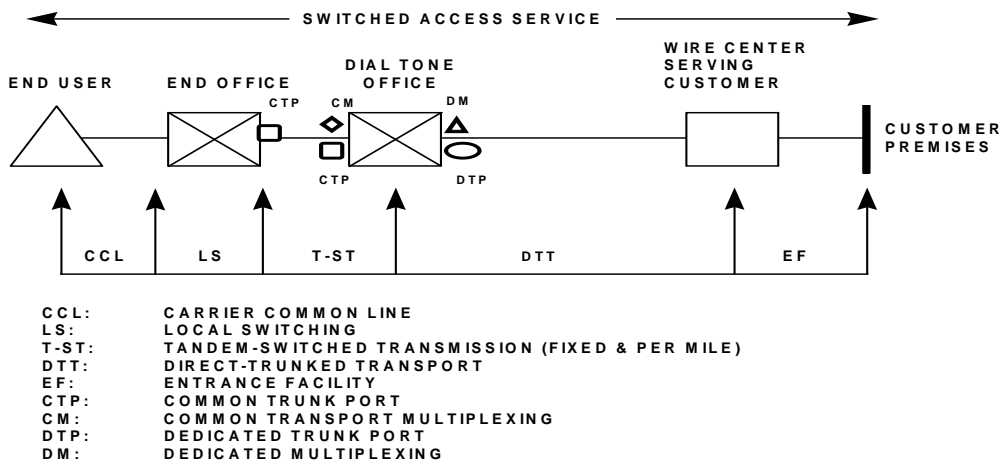 SWITCHED ACCESS SERVICE
WIRE CENTER
SERVING
CUSTOMER
DIAL TONE
OFFICE
END USER
END OFFICE
CTP
CM
DM
CUSTOMER
PREMISES
CTP
DTP
CCL
LS
T-ST
DTT
EF
CCL: CARRIER COMMON LINE
LS: LOCAL SWITCHING
T-ST: TANDEM-SWITCHED TRANSMISSION (FIXED & PER MILE)
DTT: DIRECT-TRUNKED TRANSPORT
EF: ENTRANCE FACILITY
CTP: COMMON TRUNK PORT
CM: COMMON TRANSPORT MULTIPLEXING
DTP: DEDICATED TRUNK PORT
DM: DEDICATED MULTIPLEXING